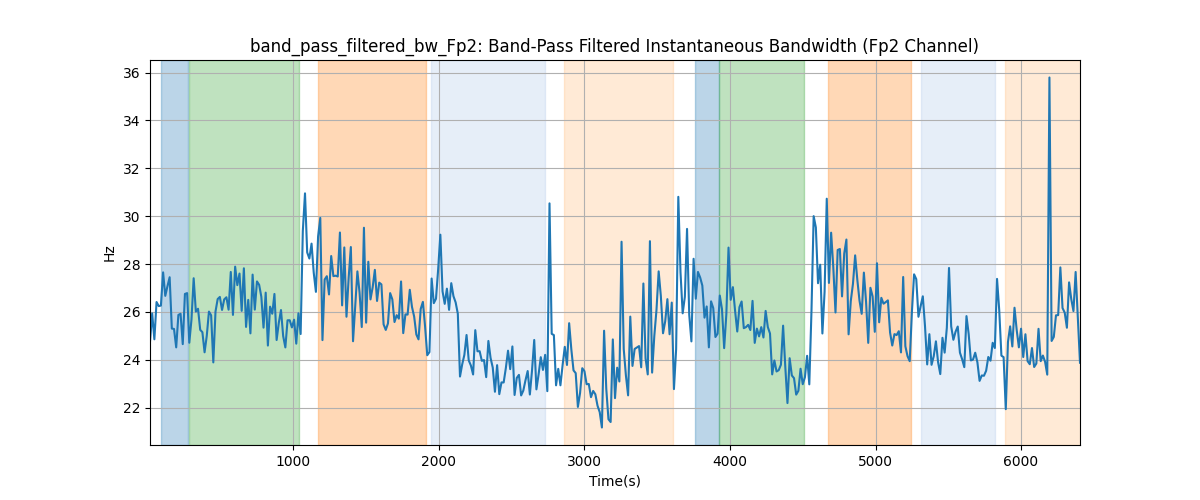 band_pass_filtered_bw_Fp2: Band-Pass Filtered Instantaneous Bandwidth (Fp2 Channel)
36
34
32
30
28
26
24
22
Hz
1000 2000 3000 4000 5000 6000
Time(s)